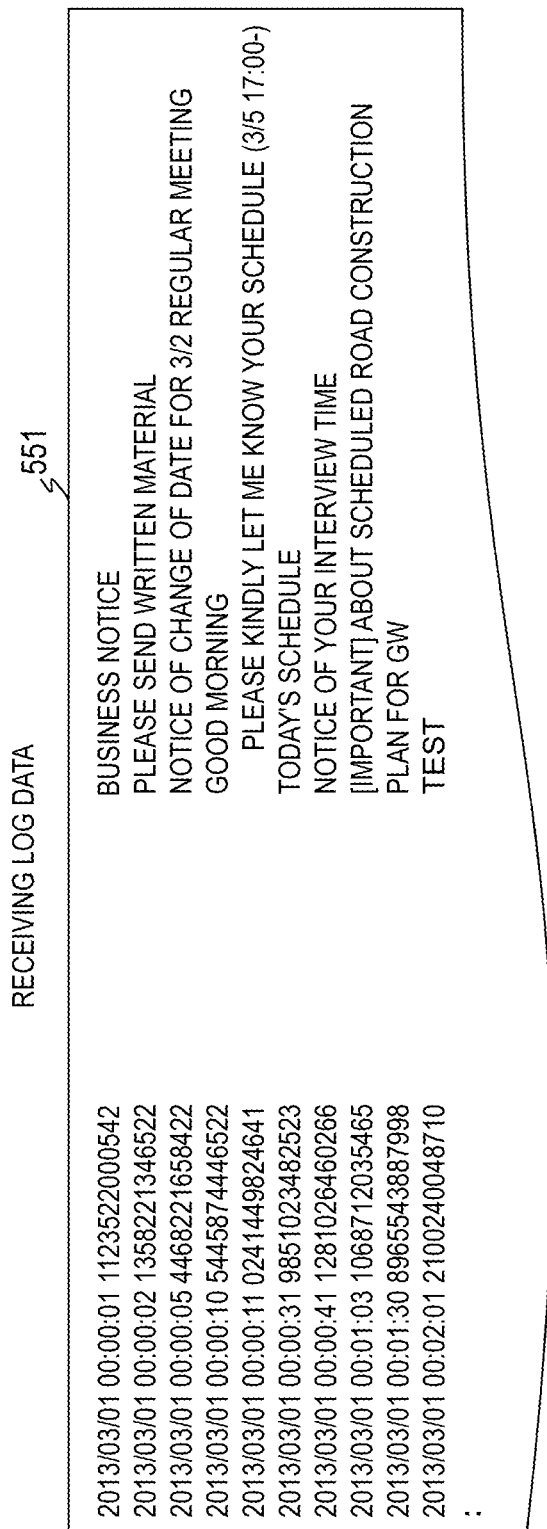 RECEIVING LOG DATA
551
2013/03/01 00:00:01 1123522000542 BUSINESS NOTICE
2013/03/01 00:00:02 1358221346522 PLEASE SEND WRITTEN MATERIAL
2013/03/01 00:00:05 4468221658422 NOTICE OF CHANGE OF DATE FOR 3/2 REGULAR MEETING
2013/03/01 00:00:10 5445874446522 GOOD MORNING
2013/03/01 00:00:11 0241449824641 PLEASE KINDLY LET ME KNOW YOUR SCHEDULE (3/5 17:00-)
2013/03/01 00:00:31 9851023482523 TODAY'S SCHEDULE
2013/03/01 00:00:41 1281026460266 NOTICE OF YOUR INTERVIEW TIME
2013/03/01 00:01:03 1068712035465 [IMPORTANT] ABOUT SCHEDULED ROAD CONSTRUCTION
2013/03/01 00:01:30 8965543887998 PLAN FOR GW
2013/03/01 00:02:01 2100240048710 TEST
: